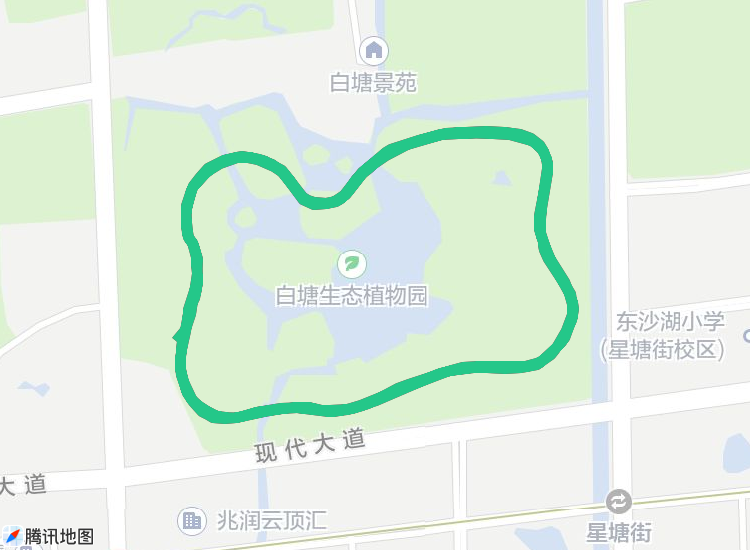 白塘景苑
白塘生态植物园
东沙湖小学
(星塘街校区)
现代大道
大道
兆润云顶汇
星塘街
腾讯地图